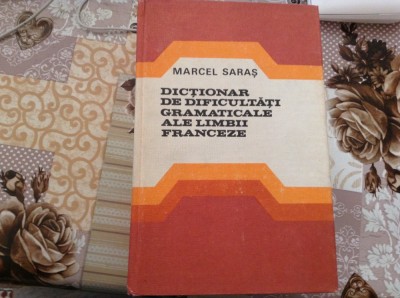 MARCEL SARAȘ
DICȚIONAR
DE DIFICULTĂȚI
GRAMATICALE
ALE LIMBII
FRANCEZE